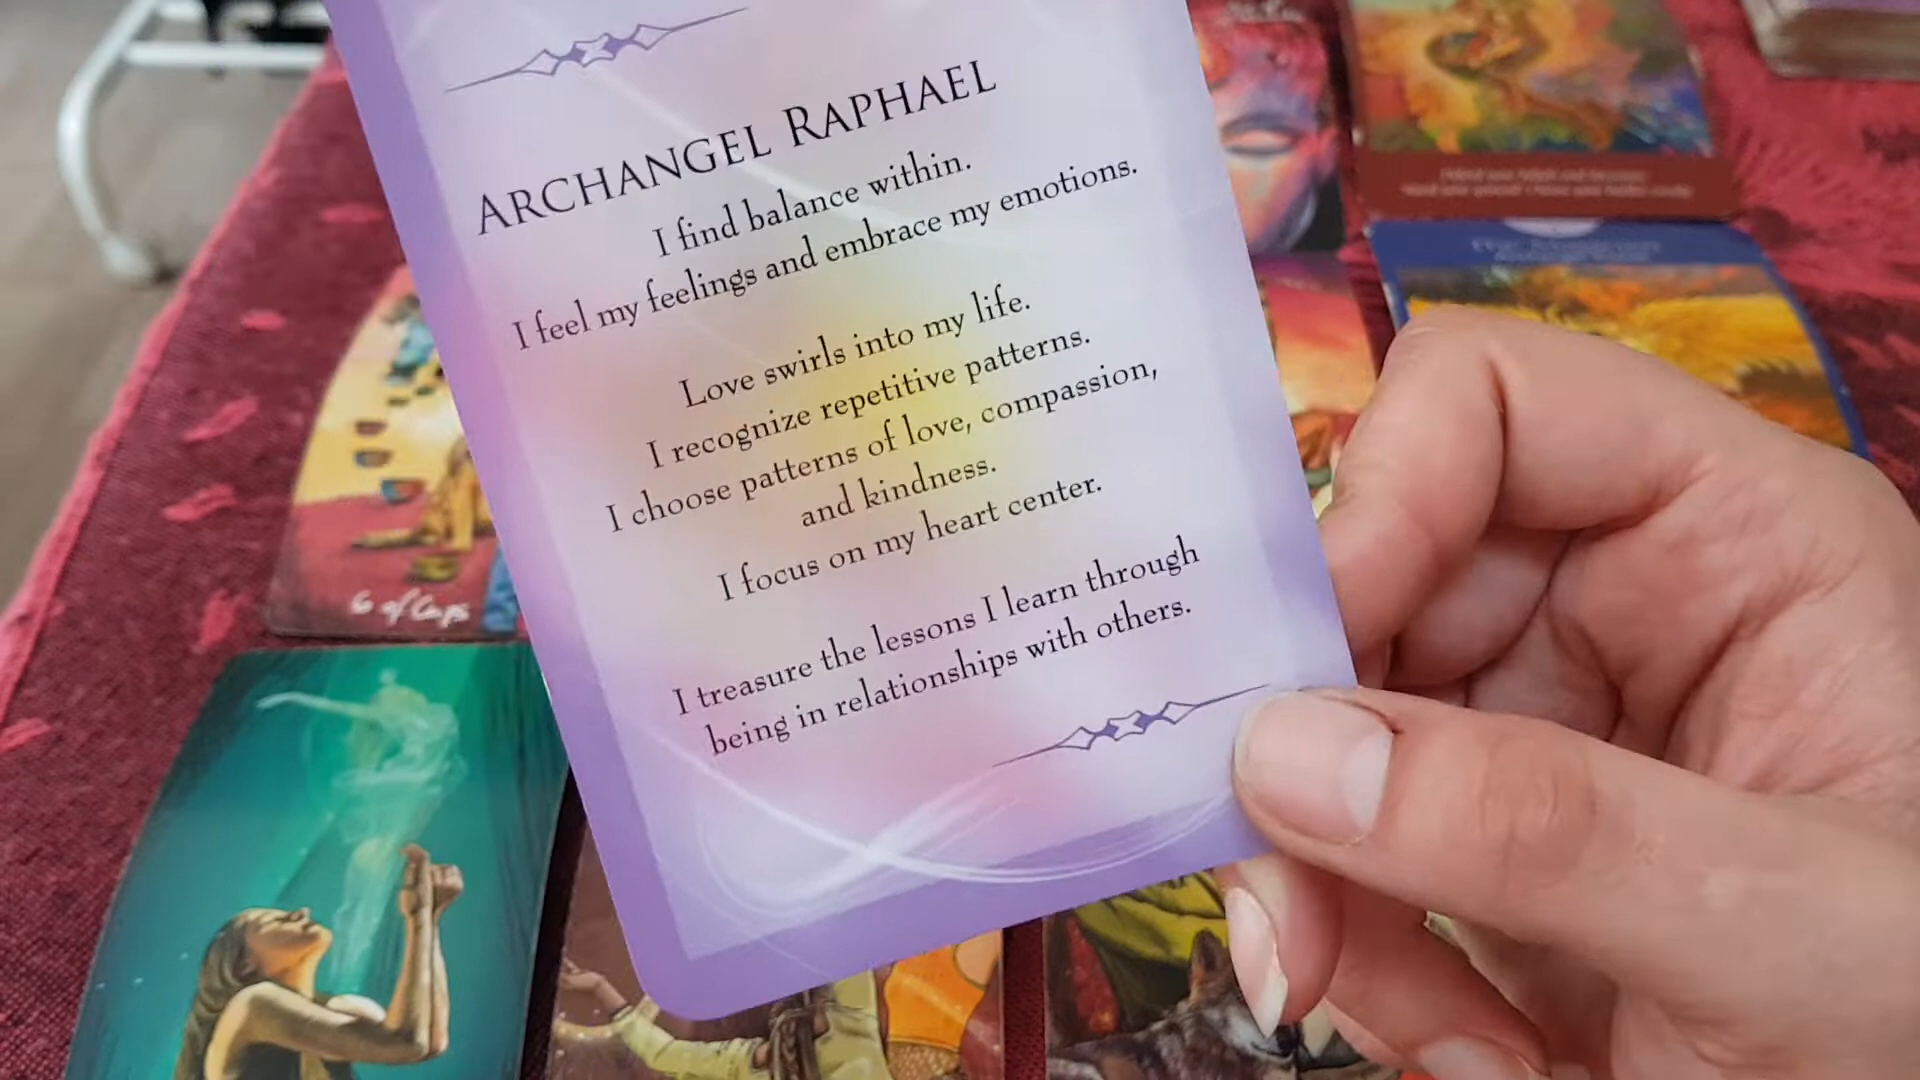 ARCHANGEL RAPHAEL
I find balance within.
I feel my feelings and embrace my emotions.
Love swirls into my life.
I recognize repetitive patterns.
I choose patterns of love, compassion,
and kindness.
I focus on my heart center.
I treasure the lessons I learn through
being in relationships with others.
6 of Cups